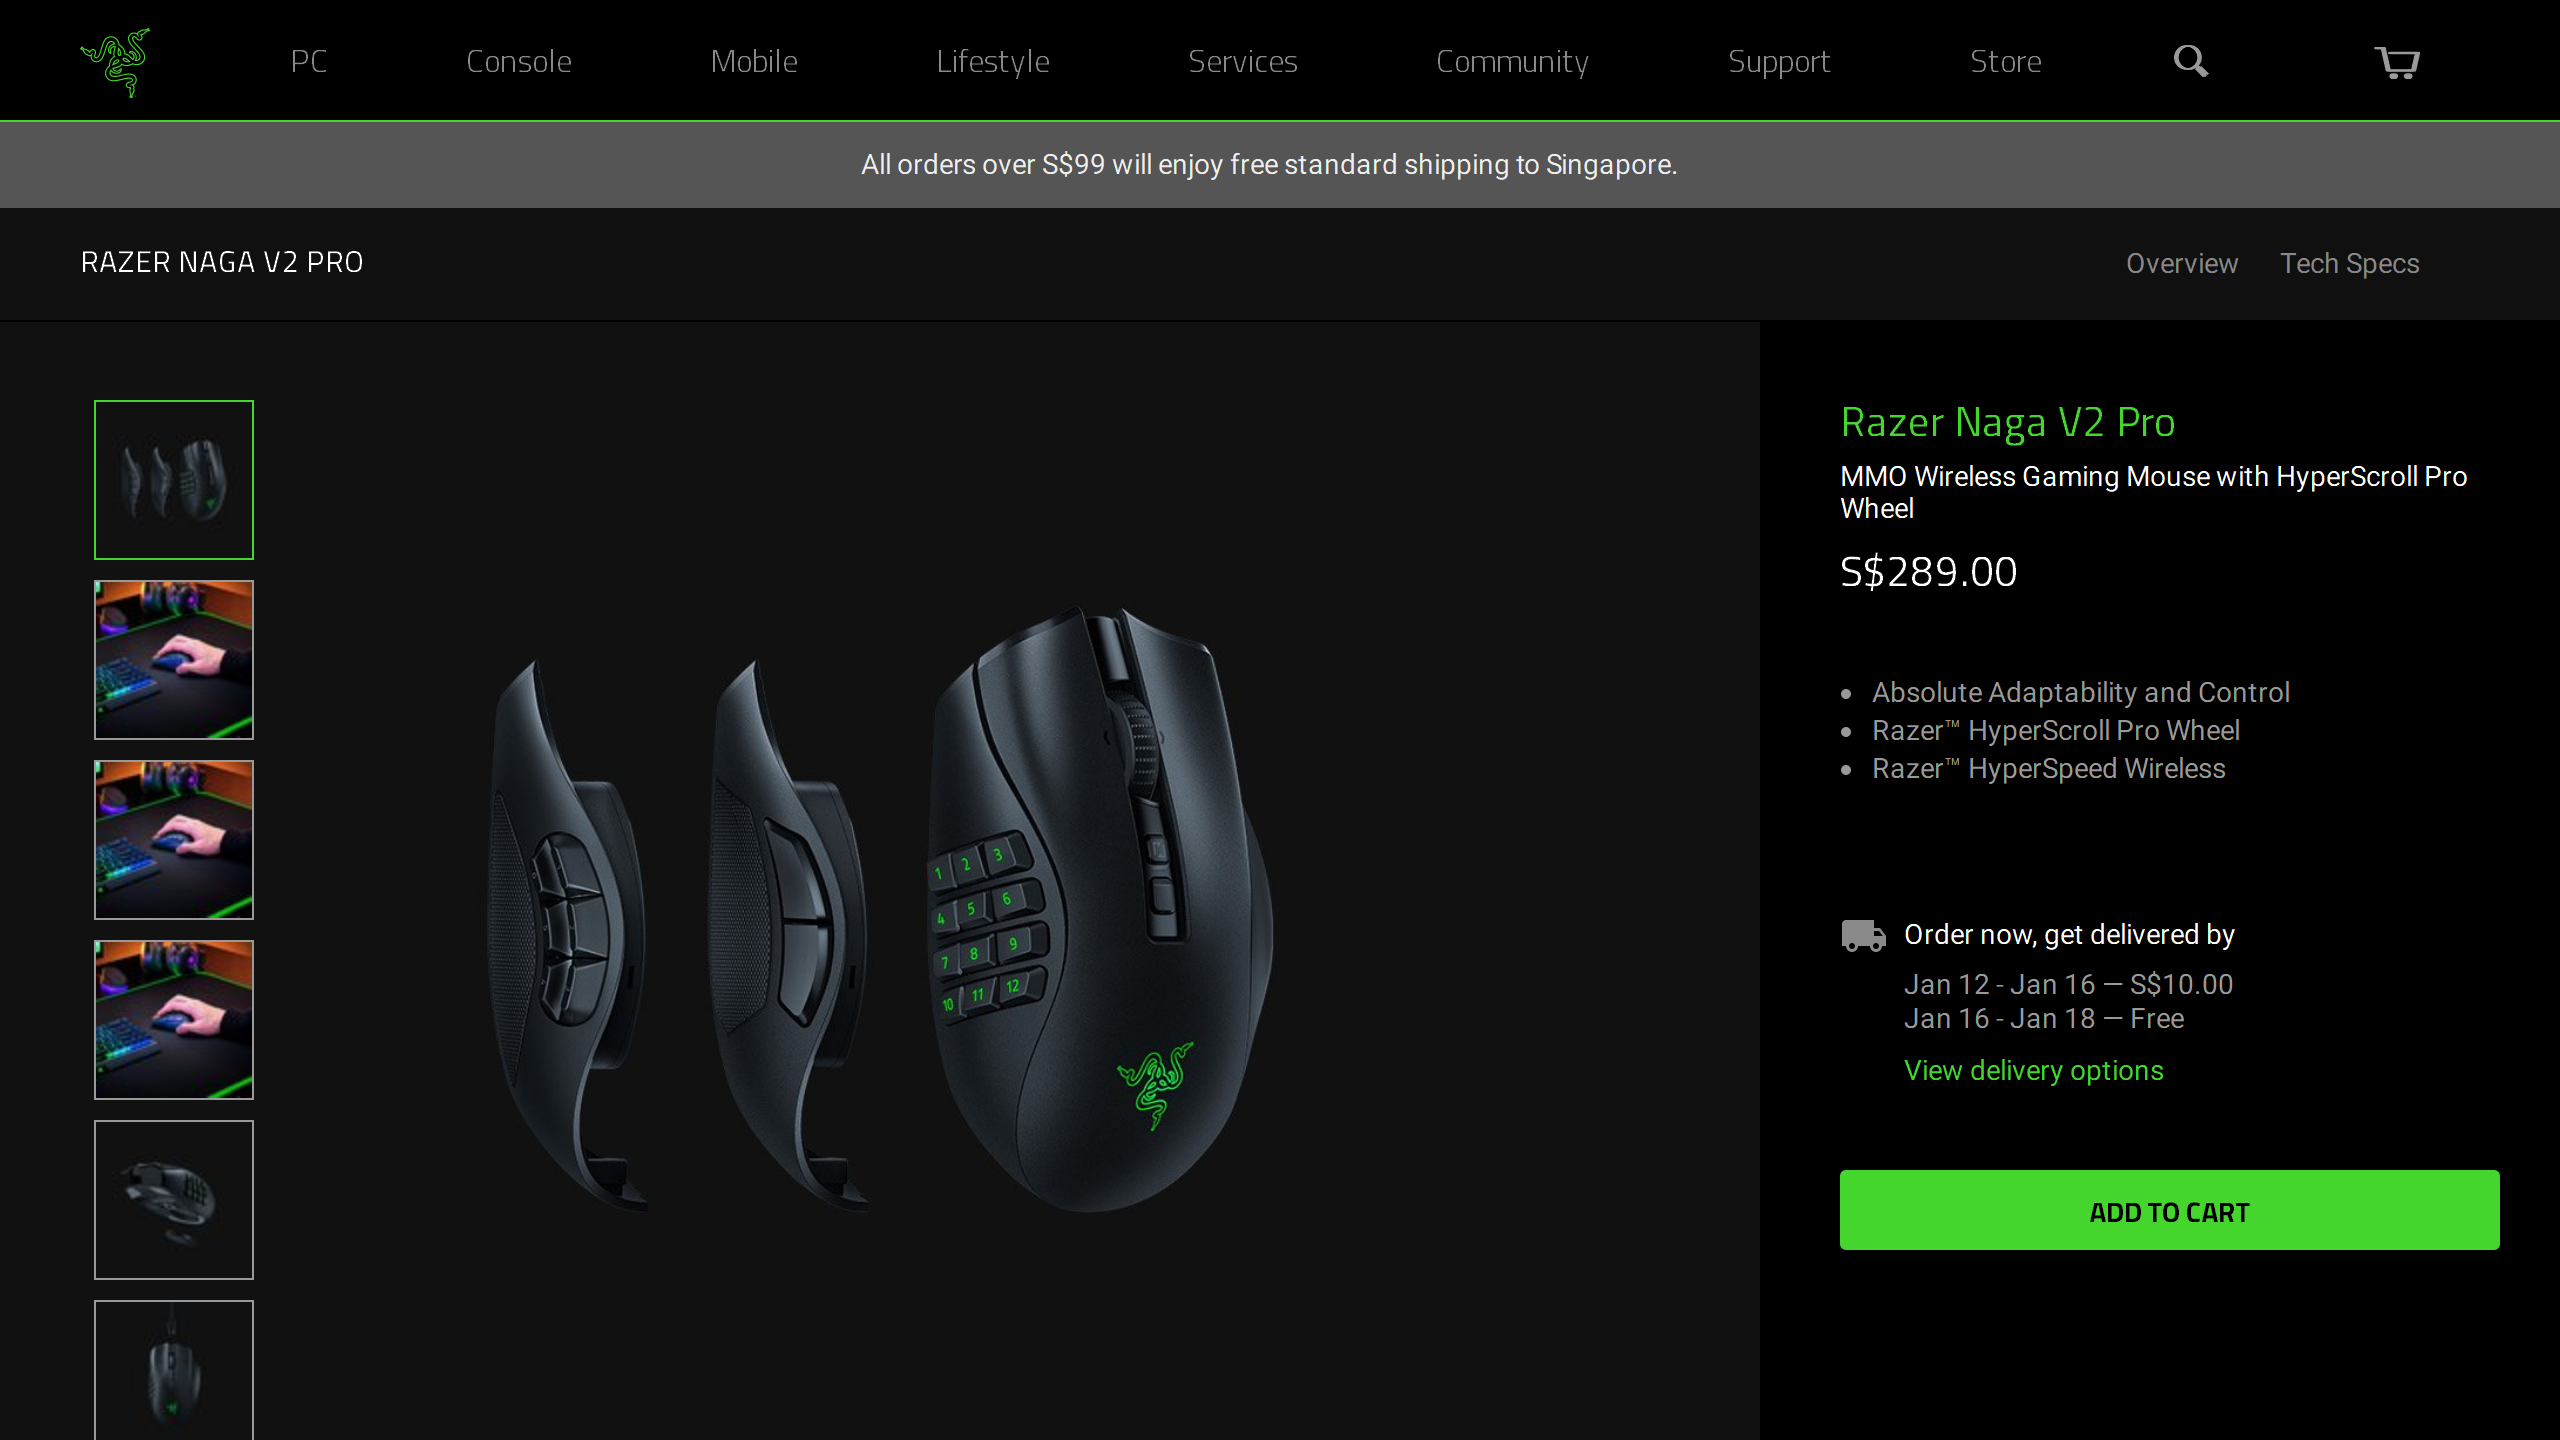 PC
Console
Mobile
Lifestyle
Services
Community
Support
Store
All orders over S$99 will enjoy free standard shipping to Singapore.
RAZER NAGA V2 PRO
Overview
Tech Specs
Razer Naga V2 Pro
MMO Wireless Gaming Mouse with HyperScroll Pro
Wheel
S$289.00
Absolute Adaptability and Control
Razer™ HyperScroll Pro Wheel
Razer™ HyperSpeed Wireless
1 2 3
4 5 6
7 8 9
10 11 12
Order now, get delivered by
Jan 12 - Jan 16 — S$10.00
Jan 16 - Jan 18 — Free
View delivery options
ADD TO CART